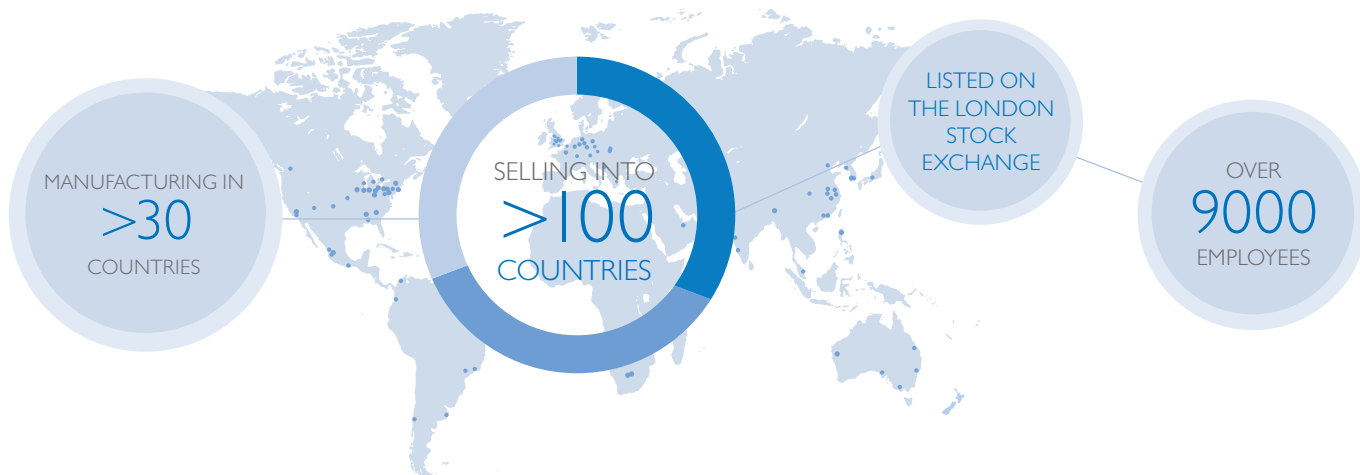 MANUFACTURING IN
>30
COUNTRIES
SELLING INTO
>100
COUNTRIES
LISTED ON
THE LONDON
STOCK
EXCHANGE
OVER
9000
EMPLOYEES